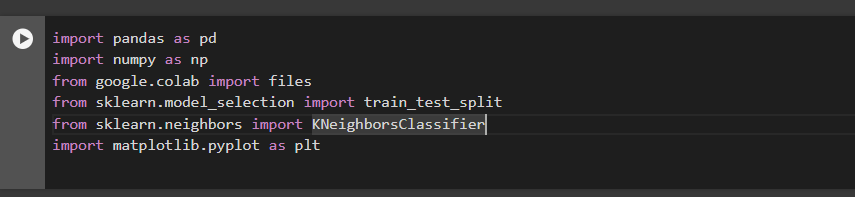 import pandas as pd
import numpy as np
from google.colab import files
from sklearn.model_selection import train_test_split
from sklearn.neighbors import KNeighborsClassifier
import matplotlib.pyplot as plt